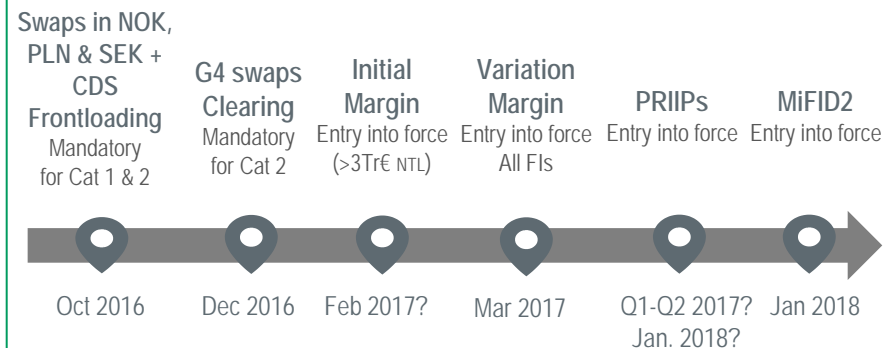 Swaps in NOK,
PLN & SEK +
CDS
Frontloading
Mandatory
for Cat 1 & 2
G4 swaps
Clearing
Mandatory
for Cat 2
Initial
Margin
Entry into force
(>3Tr€ NTL)
Variation
Margin
Entry into force
All FIs
PRIIPs
Entry into force
MiFID2
Entry into force
Oct 2016
Dec 2016
Feb 2017?
Mar 2017
Q1-Q2 2017?
Jan. 2018?
Jan 2018